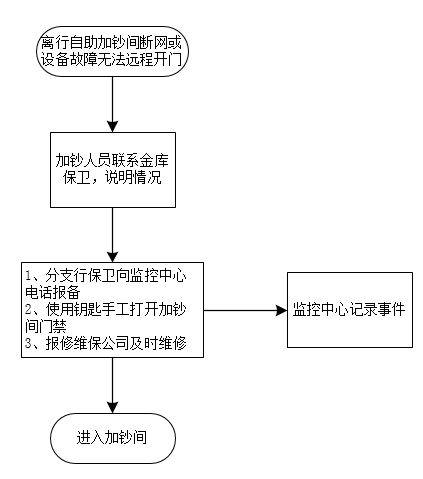 离行自助加钞间断网或
设备故障无法远程开门
加钞人员联系金库
保卫，说明情况
1、分支行保卫向监控中心
电话报备
2、使用钥匙手工打开加钞
间门禁
3、报修维保公司及时维修
监控中心记录事件
进入加钞间